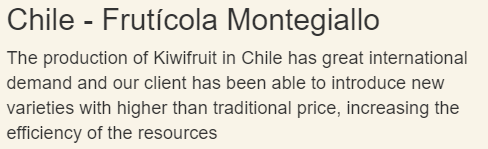 Chile - Frutícola Montegiallo
The production of Kiwifruit in Chile has great international
demand and our client has been able to introduce new
varieties with higher than traditional price, increasing the
efficiency of the resources